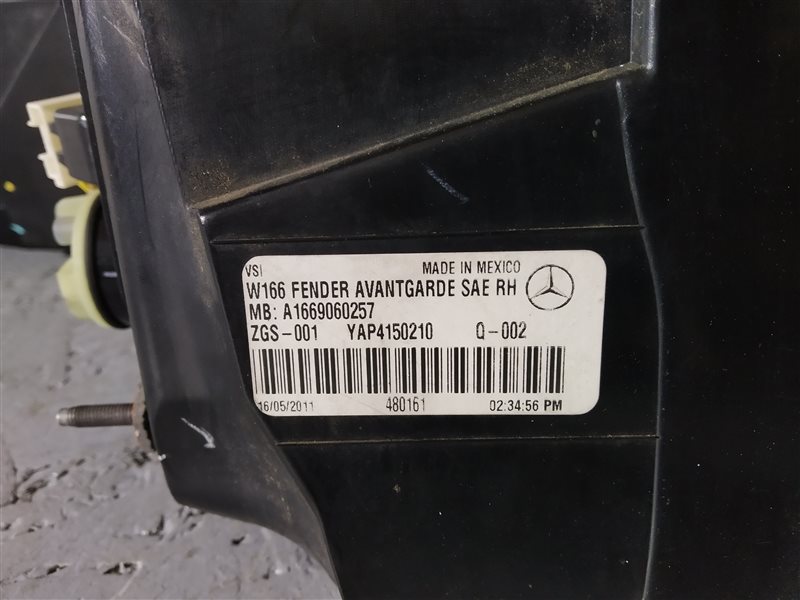 VSI MADE IN MEXICO
W166 FENDER AVANTGARDE SAE RH
MB: A1669060257
ZGS-001 YAP4150210 Q-002
16/05/2011 480161 02:34:56 PM